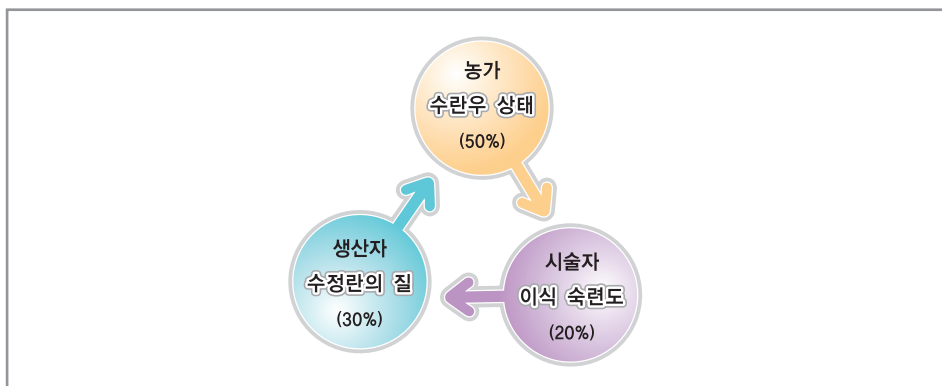 농가
수란우 상태
(50%)
생산자
수정란의 질
(30%)
시술자
이식 숙련도
(20%)